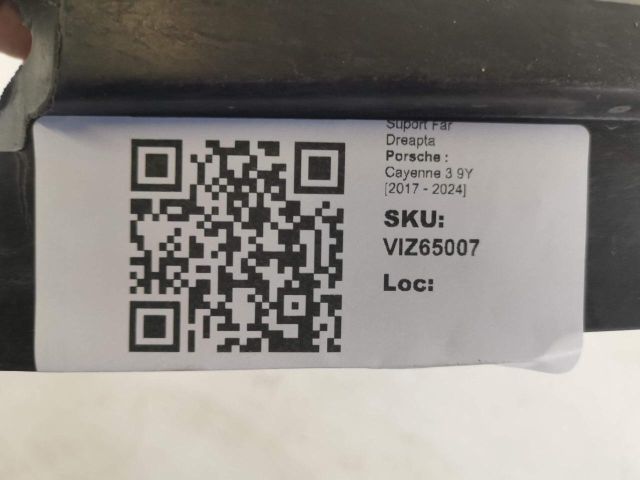 Suport Far
Dreapta
Porsche :
Cayenne 3 9Y
[2017 - 2024]
SKU:
VIZ65007
Loc: